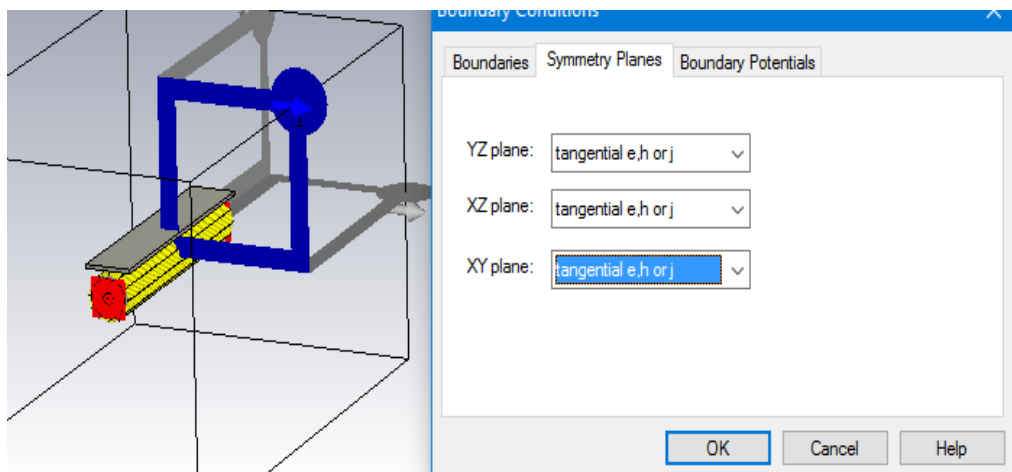 Boundary Conditions
Boundaries Symmetry Planes Boundary Potentials
YZ plane: tangential e,h or j
XZ plane: tangential e,h or j
XY plane: tangential e,h or j
OK Cancel Help